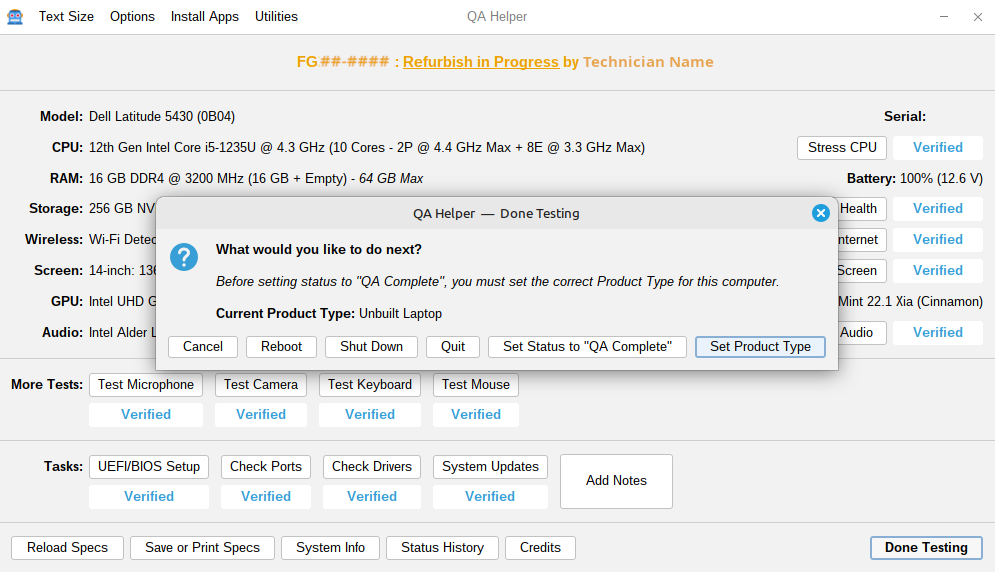 Text Size Options Install Apps Utilities QA Helper
FG ##-#### : Refurbish in Progress by Technician Name
Model: Dell Latitude 5430 (0B04) Serial:
CPU: 12th Gen Intel Core i5-1235U @ 4.3 GHz (10 Cores - 2P @ 4.4 GHz Max + 8E @ 3.3 GHz Max) Stress CPU Verified
RAM: 16 GB DDR4 @ 3200 MHz (16 GB + Empty) - 64 GB Max Battery: 100% (12.6 V)
Storage: 256 GB NV Health Verified
Wireless: Wi-Fi Detec nternet Verified
Screen: 14-inch: 136 Screen Verified
GPU: Intel UHD G Mint 22.1 Xia (Cinnamon)
Audio: Intel Alder L Audio Verified
QA Helper — Done Testing
What would you like to do next?
Before setting status to "QA Complete", you must set the correct Product Type for this computer.
Current Product Type: Unbuilt Laptop
Cancel Reboot Shut Down Quit Set Status to "QA Complete" Set Product Type
More Tests: Test Microphone Test Camera Test Keyboard Test Mouse
Verified Verified Verified Verified
Tasks: UEFI/BIOS Setup Check Ports Check Drivers System Updates Add Notes
Verified Verified Verified Verified
Reload Specs Save or Print Specs System Info Status History Credits Done Testing